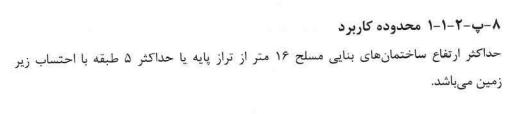 ۸-پ-۲-۱-۱ محدوده کاربرد
حداکثر ارتفاع ساختمان‌های بنایی مسلح ۱۶ متر از تراز پایه یا حداکثر ۵ طبقه با احتساب زیر
زمین می‌باشد.